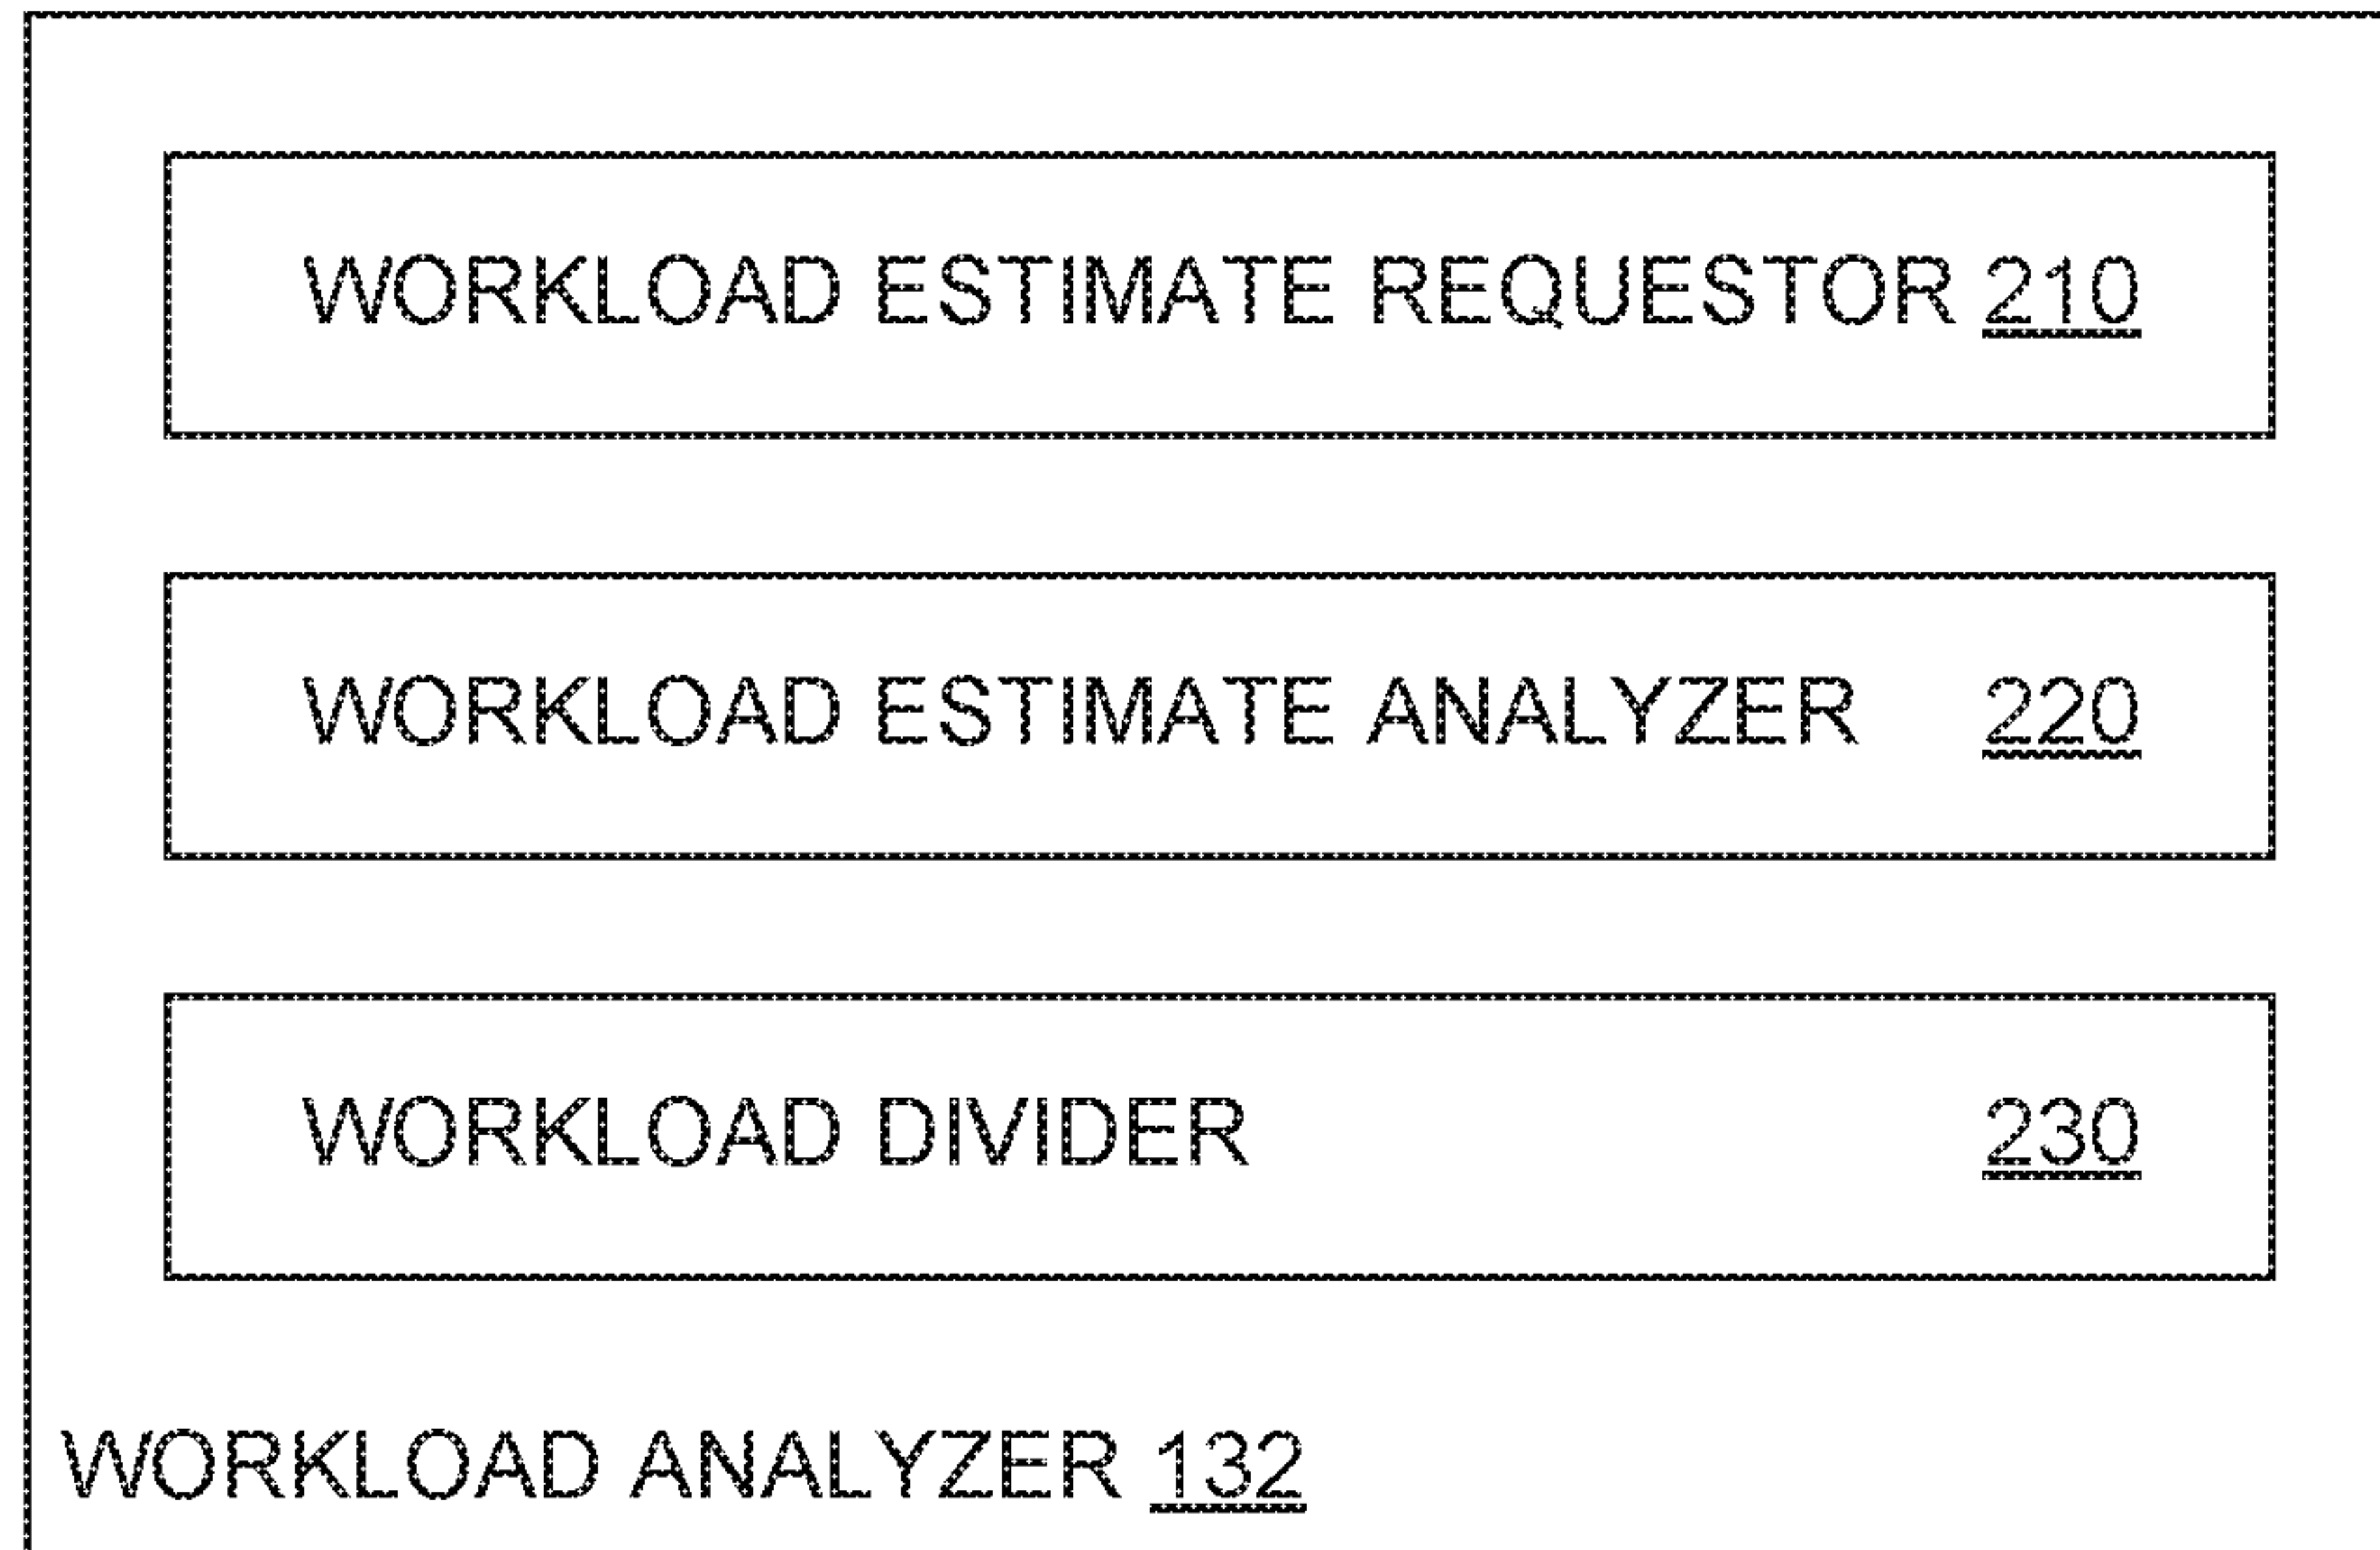 WORKLOAD ESTIMATE REQUESTOR 210
WORKLOAD ESTIMATE ANALYZER 220
WORKLOAD DIVIDER 230
WORKLOAD ANALYZER 132